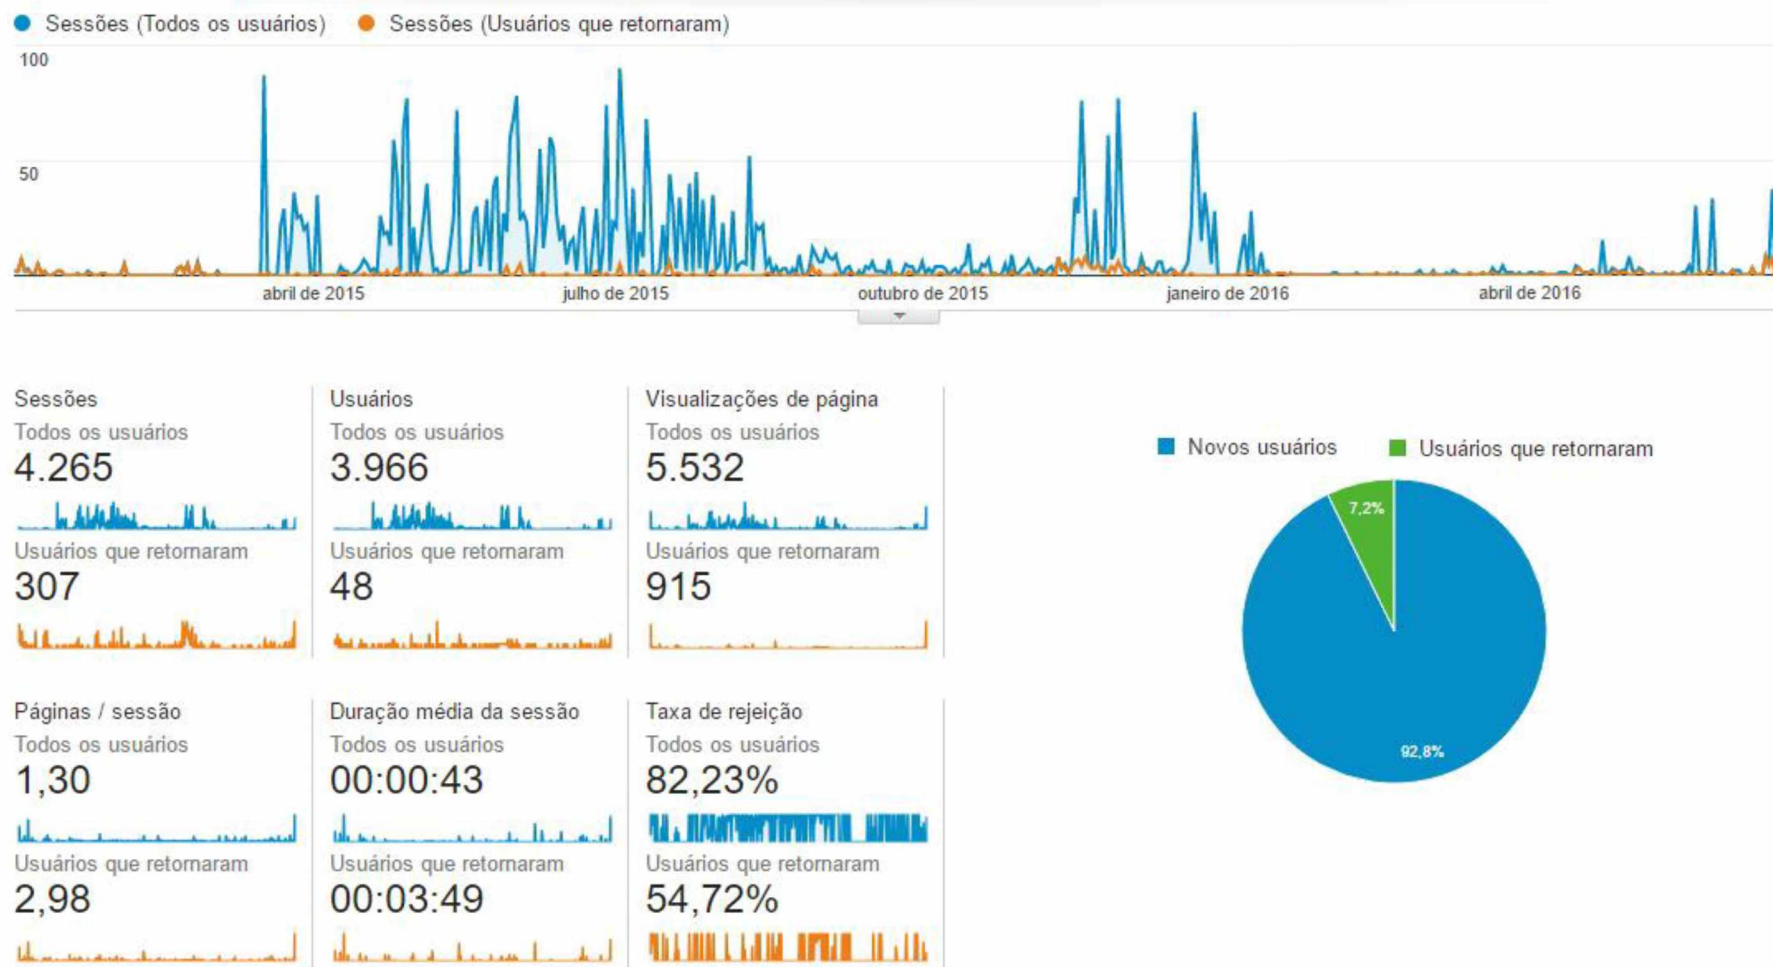 Sessões (Todos os usuários) Sessões (Usuários que retornaram)
100
50
abril de 2015 julho de 2015 outubro de 2015 janeiro de 2016 abril de 2016
Sessões
Todos os usuários
4.265
Usuários que retornaram
307
Usuários
Todos os usuários
3.966
Usuários que retornaram
48
Visualizações de página
Todos os usuários
5.532
Usuários que retornaram
915
Novos usuários Usuários que retornaram
7,2%
92,8%
Páginas / sessão
Todos os usuários
1,30
Usuários que retornaram
2,98
Duração média da sessão
Todos os usuários
00:00:43
Usuários que retornaram
00:03:49
Taxa de rejeição
Todos os usuários
82,23%
Usuários que retornaram
54,72%